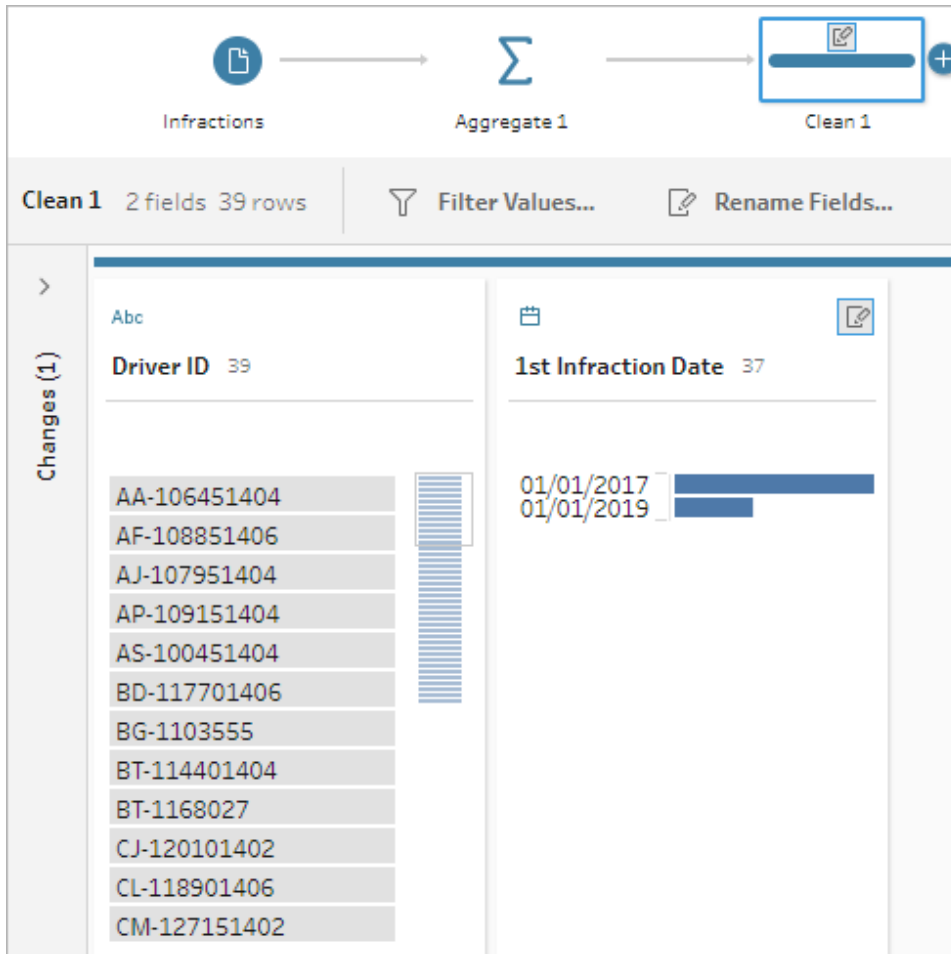 Infractions
Aggregate 1
Clean 1
Clean 1 2 fields 39 rows Filter Values... Rename Fields...
Changes (1)
Abc
Driver ID 39
1st Infraction Date 37
AA-106451404
AF-108851406
AJ-107951404
AP-109151404
AS-100451404
BD-117701406
BG-1103555
BT-114401404
BT-1168027
CJ-120101402
CL-118901406
CM-127151402
01/01/2017
01/01/2019